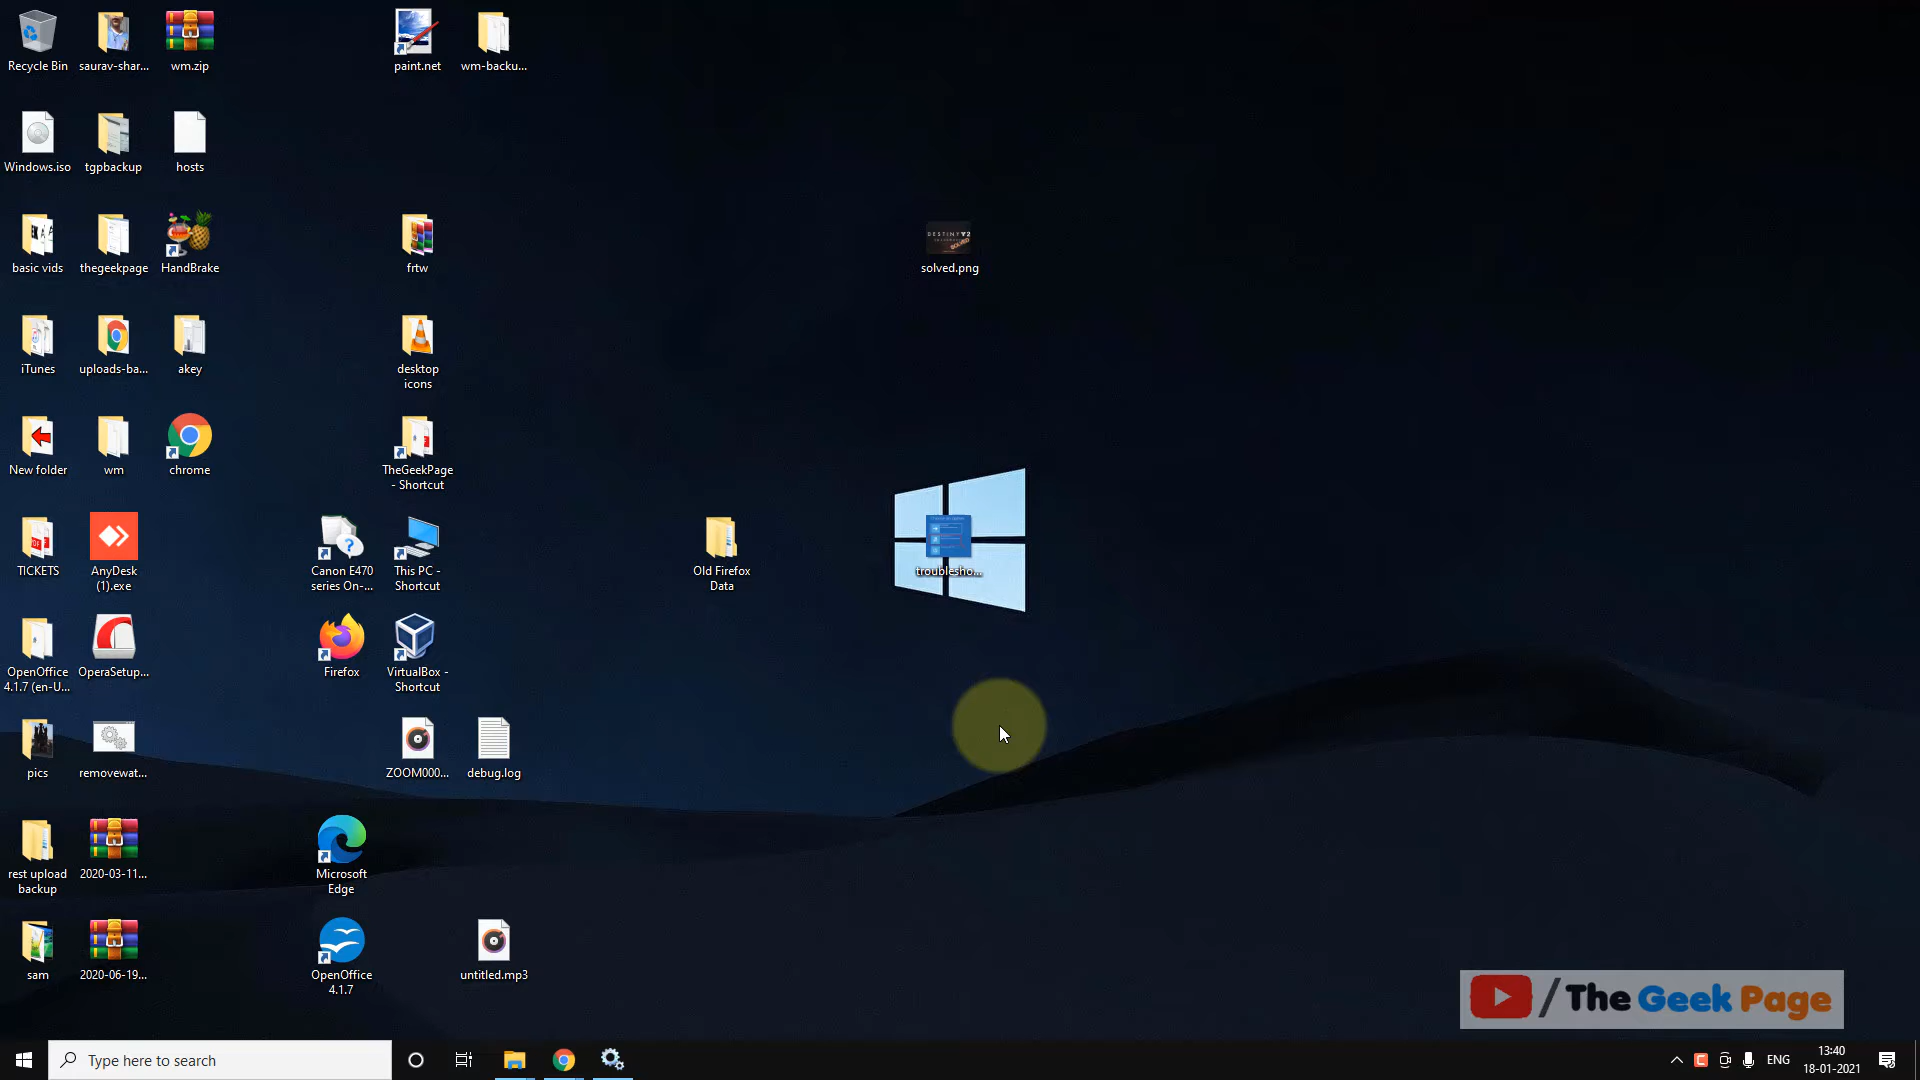 Recycle Bin
saurav-shar...
wm.zip
paint.net
wm-backu...
Windows.iso
tgpbackup
hosts
basic vids
thegeekpage
HandBrake
frtw
DESTINY 2
SOLVED
solved.png
iTunes
uploads-ba...
akey
desktop
icons
New folder
wm
chrome
TheGeekPage
- Shortcut
TICKETS
AnyDesk
(1).exe
Canon E470
series On-...
This PC -
Shortcut
Old Firefox
Data
troublesho...
OpenOffice
4.1.7 (en-U...
OperaSetup...
Firefox
VirtualBox -
Shortcut
pics
removewat...
ZOOM000...
debug.log
rest upload
backup
2020-03-11...
Microsoft
Edge
sam
2020-06-19...
OpenOffice
4.1.7
untitled.mp3
/ The Geek Page
Type here to search
ENG
13:40
18-01-2021